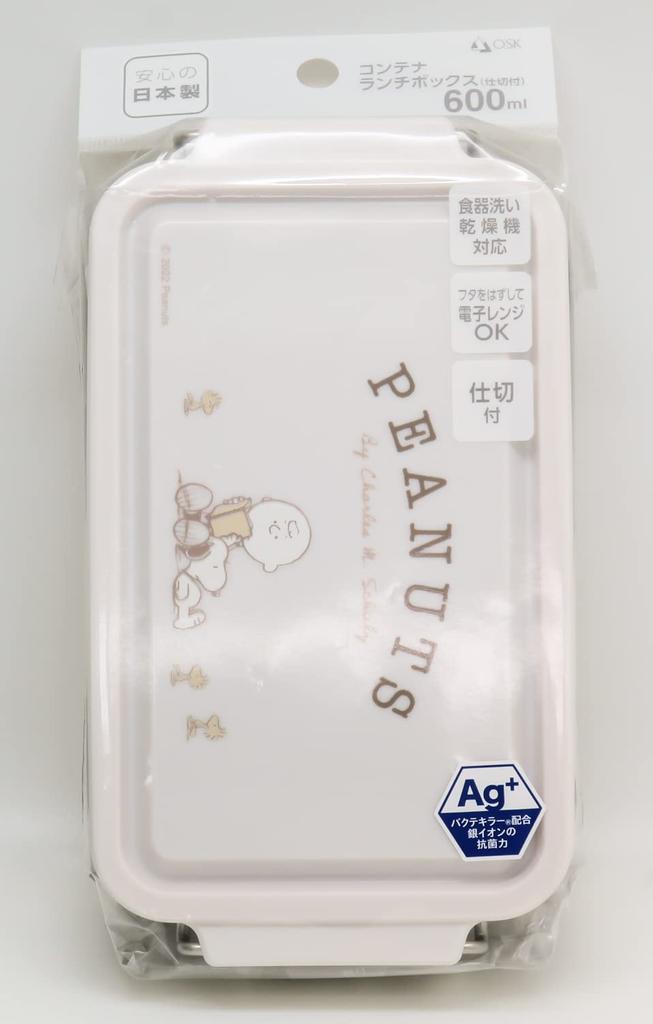 安心の
日本製
OSK
コンテナ
ランチボックス(仕切付)
600ml
食器洗い
乾燥機
対応
フタをはずして
電子レンジ
OK
仕切
付
© 2022 Peanuts
PEANUTS
By Charles M. Schulz
Ag+
バクテキラー®配合
銀イオンの
抗菌力